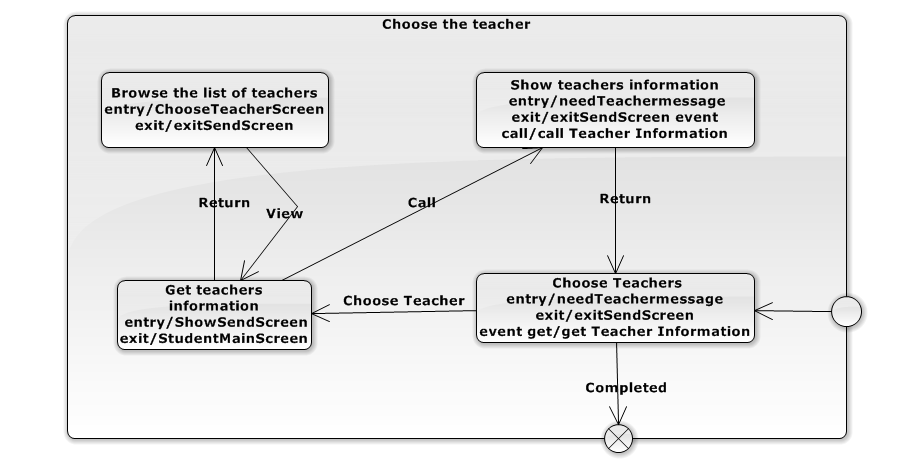 Choose the teacher
Browse the list of teachers
entry/ChooseTeacherScreen
exit/exitSendScreen
Show teachers information
entry/needTeachermessage
exit/exitSendScreen event
call/call Teacher Information
Return
View
Call
Return
Get teachers
information
entry/ShowSendScreen
exit/StudentMainScreen
Choose Teacher
Choose Teachers
entry/needTeachermessage
exit/exitSendScreen
event get/get Teacher Information
Completed